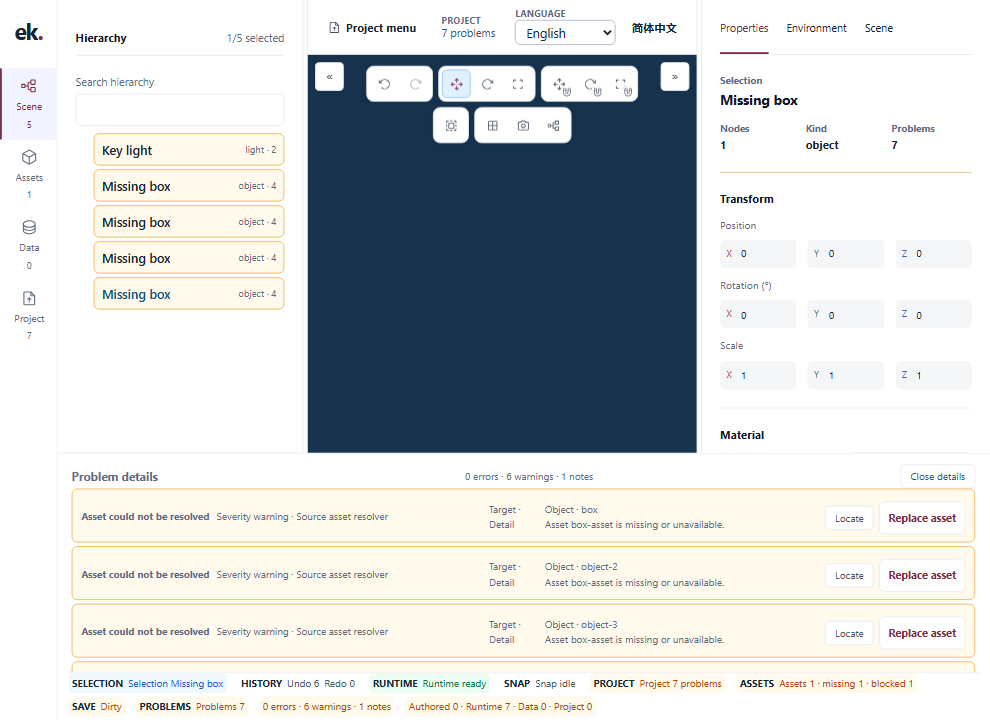 ek.
Scene
5
Assets
1
Data
0
Project
7
Hierarchy
1/5 selected
Search hierarchy
Key light
light · 2
Missing box
object · 4
Missing box
object · 4
Missing box
object · 4
Missing box
object · 4
Project menu
PROJECT
7 problems
LANGUAGE
English
简体中文
«
»
Properties
Environment
Scene
Selection
Missing box
Nodes
Kind
Problems
1
object
7
Transform
Position
X 0
Y 0
Z 0
Rotation (°)
X 0
Y 0
Z 0
Scale
X 1
Y 1
Z 1
Material
Problem details
0 errors · 6 warnings · 1 notes
Close details
Asset could not be resolved Severity warning · Source asset resolver
Target · Object · box
Detail Asset box-asset is missing or unavailable.
Locate
Replace asset
Asset could not be resolved Severity warning · Source asset resolver
Target · Object · object-2
Detail Asset box-asset is missing or unavailable.
Locate
Replace asset
Asset could not be resolved Severity warning · Source asset resolver
Target · Object · object-3
Detail Asset box-asset is missing or unavailable.
Locate
Replace asset
SELECTION Selection Missing box
HISTORY Undo 6 Redo 0
RUNTIME Runtime ready
SNAP Snap idle
PROJECT Project 7 problems
ASSETS Assets 1 · missing 1 · blocked 1
SAVE Dirty
PROBLEMS Problems 7
0 errors · 6 warnings · 1 notes
Authored 0 · Runtime 7 · Data 0 · Project 0